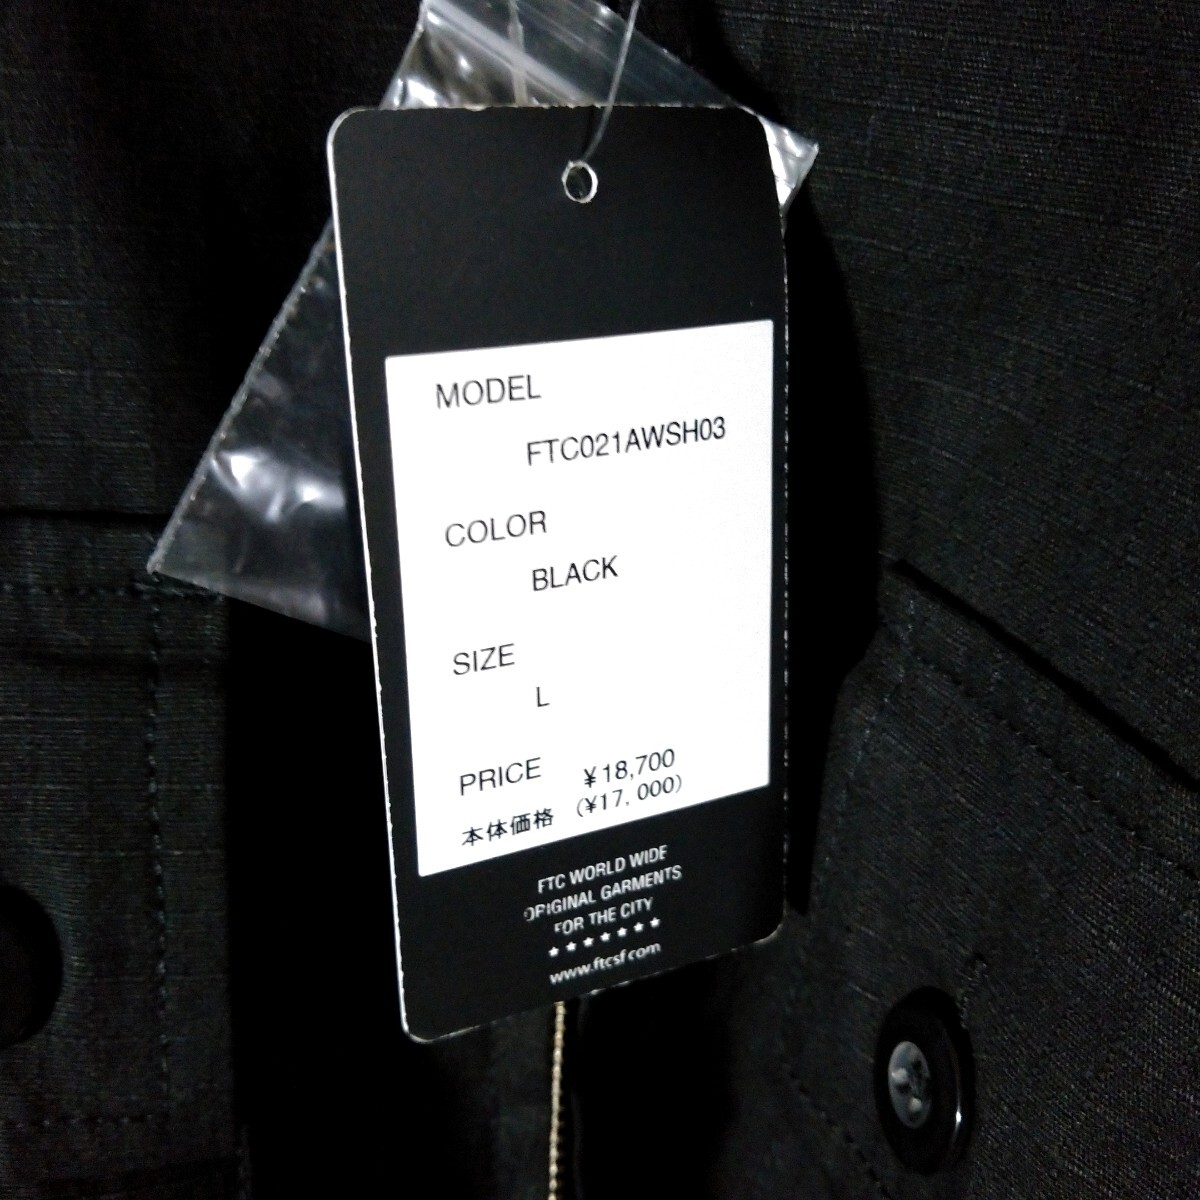 MODEL
FTC021AWSH03
COLOR
BLACK
SIZE
L
PRICE ¥18,700
本体価格 (¥17,000)
FTC WORLD WIDE
ORIGINAL GARMENTS
FOR THE CITY
★★★★★★★
www.ftcsf.com